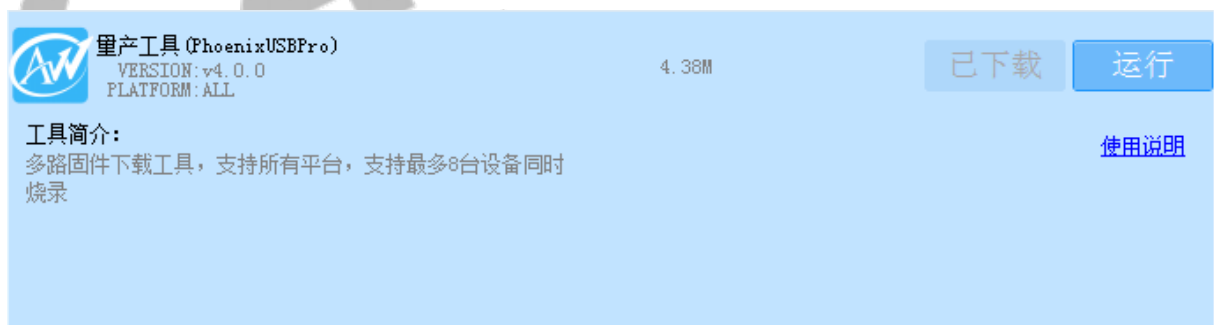 量产工具(PhoenixUSBPro)
VERSION:v4.0.0
PLATFORM:ALL
4.38M
已下载
运行
工具简介：
使用说明
多路固件下载工具，支持所有平台，支持最多8台设备同时
烧录